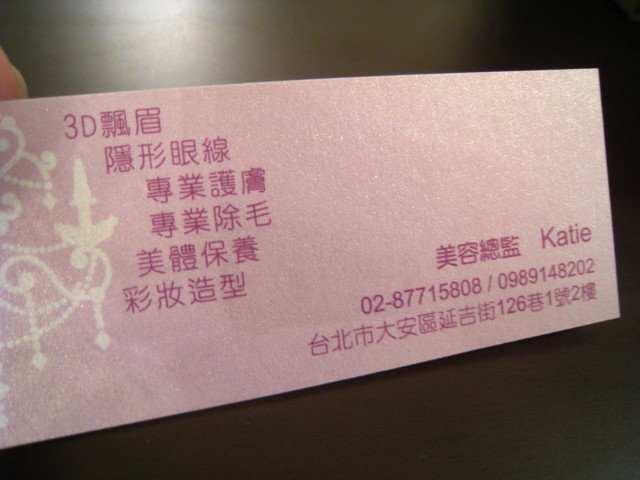 3D飄眉
隱形眼線
專業護膚
專業除毛
美體保養
彩妝造型
美容總監 Katie
02-87715808 / 0989148202
台北市大安區延吉街126巷1號2樓